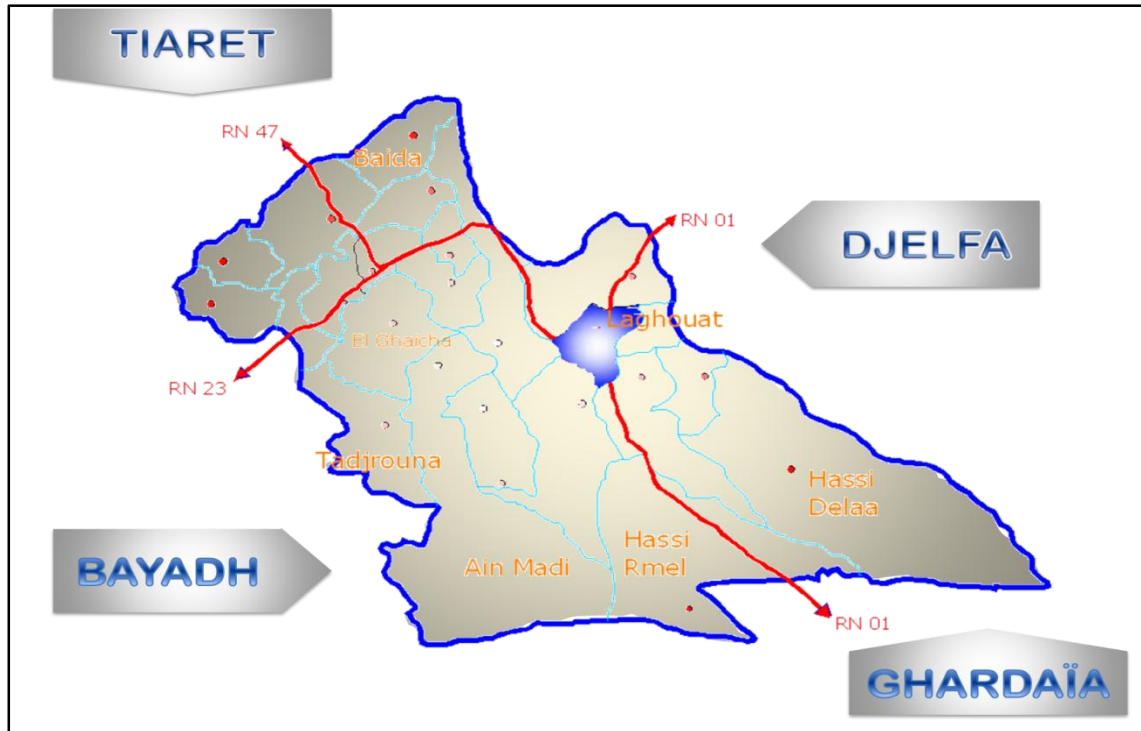 TIARET
RN 47
Baida
RN 01
DJELFA
Laghouat
El Ghaicha
RN 23
Tadjrouna
Hassi
Delaa
BAYADH
Ain Madi
Hassi
Rmel
RN 01
GHARDAÏA